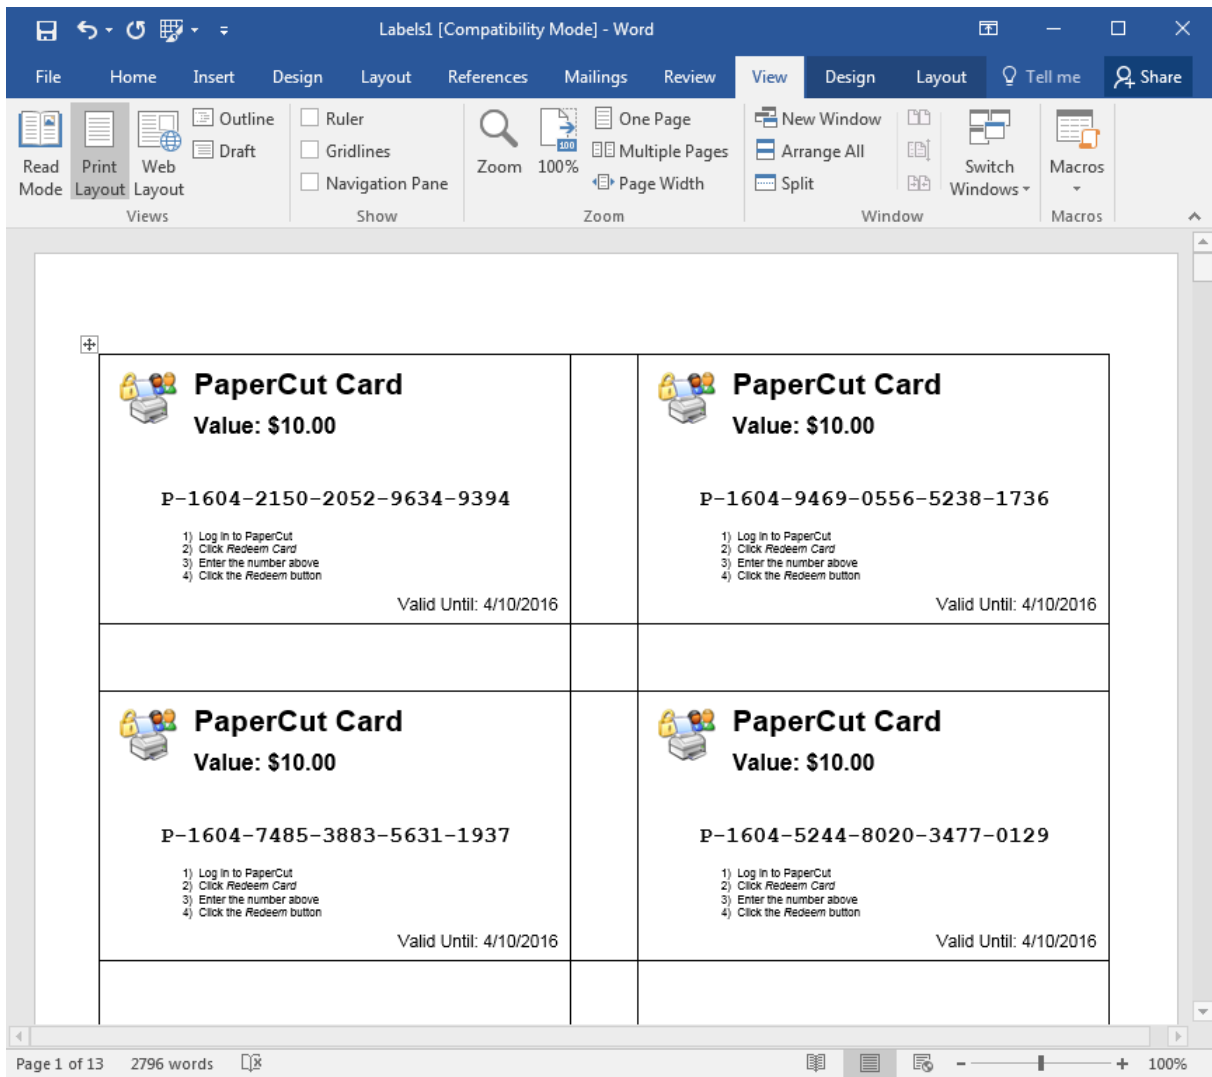 Labels1 [Compatibility Mode] - Word
File Home Insert Design Layout References Mailings Review View Design Layout Tell me Share
Read Mode
Print Layout
Web Layout
Outline
Draft
Views
Ruler
Gridlines
Navigation Pane
Show
Zoom
100
100%
One Page
Multiple Pages
Page Width
Zoom
New Window
Arrange All
Split
Switch Windows
Window
Macros
Macros
PaperCut Card
Value: $10.00
P-1604-2150-2052-9634-9394
1) Log in to PaperCut
2) Click Redeem Card
3) Enter the number above
4) Click the Redeem button
Valid Until: 4/10/2016
PaperCut Card
Value: $10.00
P-1604-9469-0556-5238-1736
1) Log in to PaperCut
2) Click Redeem Card
3) Enter the number above
4) Click the Redeem button
Valid Until: 4/10/2016
PaperCut Card
Value: $10.00
P-1604-7485-3883-5631-1937
1) Log in to PaperCut
2) Click Redeem Card
3) Enter the number above
4) Click the Redeem button
Valid Until: 4/10/2016
PaperCut Card
Value: $10.00
P-1604-5244-8020-3477-0129
1) Log in to PaperCut
2) Click Redeem Card
3) Enter the number above
4) Click the Redeem button
Valid Until: 4/10/2016
Page 1 of 13 2796 words 100%